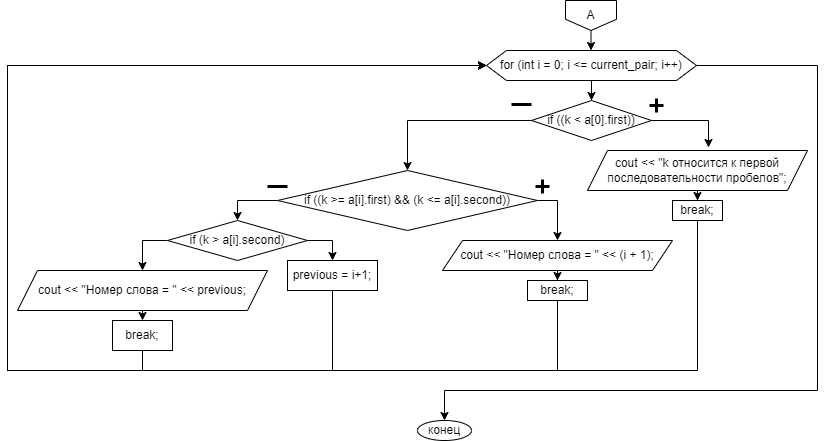 A
for (int i = 0; i <= current_pair; i++)
if ((k < a[0].first))
cout << "k относится к первой
последовательности пробелов";
break;
if ((k >= a[i].first) && (k <= a[i].second))
if (k > a[i].second)
cout << "Номер слова = " << (i + 1);
break;
previous = i+1;
cout << "Номер слова = " << previous;
break;
конец